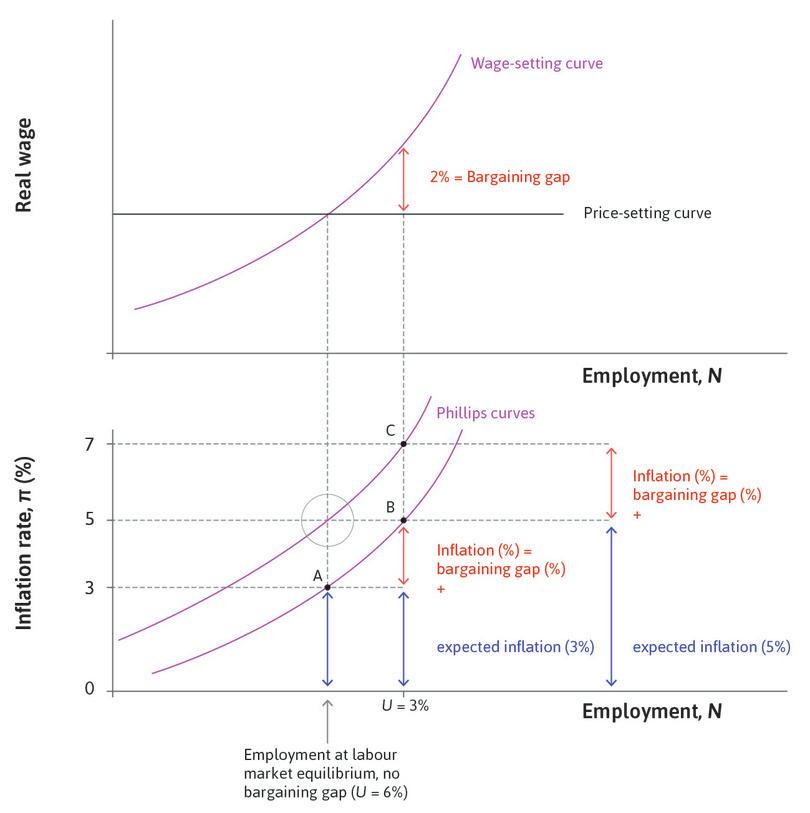 Real wage
Wage-setting curve
2% = Bargaining gap
Price-setting curve
Employment, N
Inflation rate, π (%)
Phillips curves
7
C
Inflation (%) =
bargaining gap (%)
+
5
B
Inflation (%) =
bargaining gap (%)
+
3
A
expected inflation (3%)
expected inflation (5%)
0
U = 3%
Employment, N
Employment at labour
market equilibrium, no
bargaining gap (U = 6%)